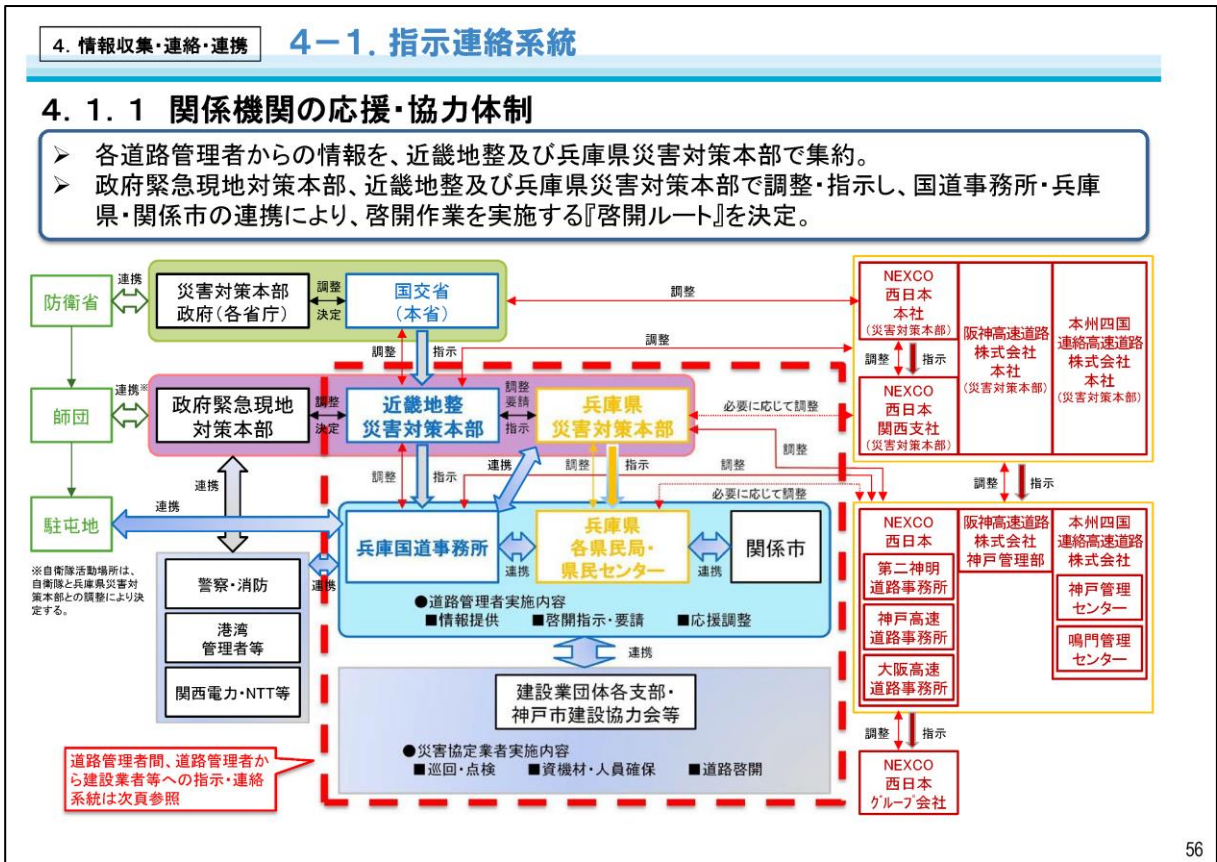 4. 情報収集・連絡・連携
4-1. 指示連絡系統
4. 1. 1 関係機関の応援・協力体制
➢ 各道路管理者からの情報を、近畿地整及び兵庫県災害対策本部で集約。
➢ 政府緊急現地対策本部、近畿地整及び兵庫県災害対策本部で調整・指示し、国道事務所・兵庫
県・関係市の連携により、啓開作業を実施する『啓開ルート』を決定。
防衛省
連携
災害対策本部
政府(各省庁)
調整
決定
国交省
(本省)
調整
調整
調整
指示
師団
連携※
政府緊急現地
対策本部
調整
決定
近畿地整
災害対策本部
調整
要請
指示
兵庫県
災害対策本部
必要に応じて調整
調整
連携
調整
指示
連携
調整
指示
調整
必要に応じて調整
駐屯地
連携
兵庫国道事務所
連携
兵庫県
各県民局・
県民センター
連携
関係市
●道路管理者実施内容
■情報提供 ■啓開指示・要請 ■応援調整
※自衛隊活動場所は、
自衛隊と兵庫県災害対
策本部との調整により決
定する。
連携
警察・消防
港湾
管理者等
関西電力・NTT等
連携
建設業団体各支部・
神戸市建設協力会等
●災害協定業者実施内容
■巡回・点検 ■資機材・人員確保 ■道路啓開
道路管理者間、道路管理者か
ら建設業者等への指示・連絡
系統は次頁参照
NEXCO
西日本
本社
(災害対策本部)
調整
指示
NEXCO
西日本
関西支社
(災害対策本部)
阪神高速道路
株式会社
本社
(災害対策本部)
本州四国
連絡高速道路
株式会社
本社
(災害対策本部)
調整
指示
NEXCO
西日本
第二神明
道路事務所
神戸高速
道路事務所
大阪高速
道路事務所
阪神高速道路
株式会社
神戸管理部
本州四国
連絡高速道路
株式会社
神戸管理
センター
鳴門管理
センター
調整
指示
NEXCO
西日本
グループ会社
56